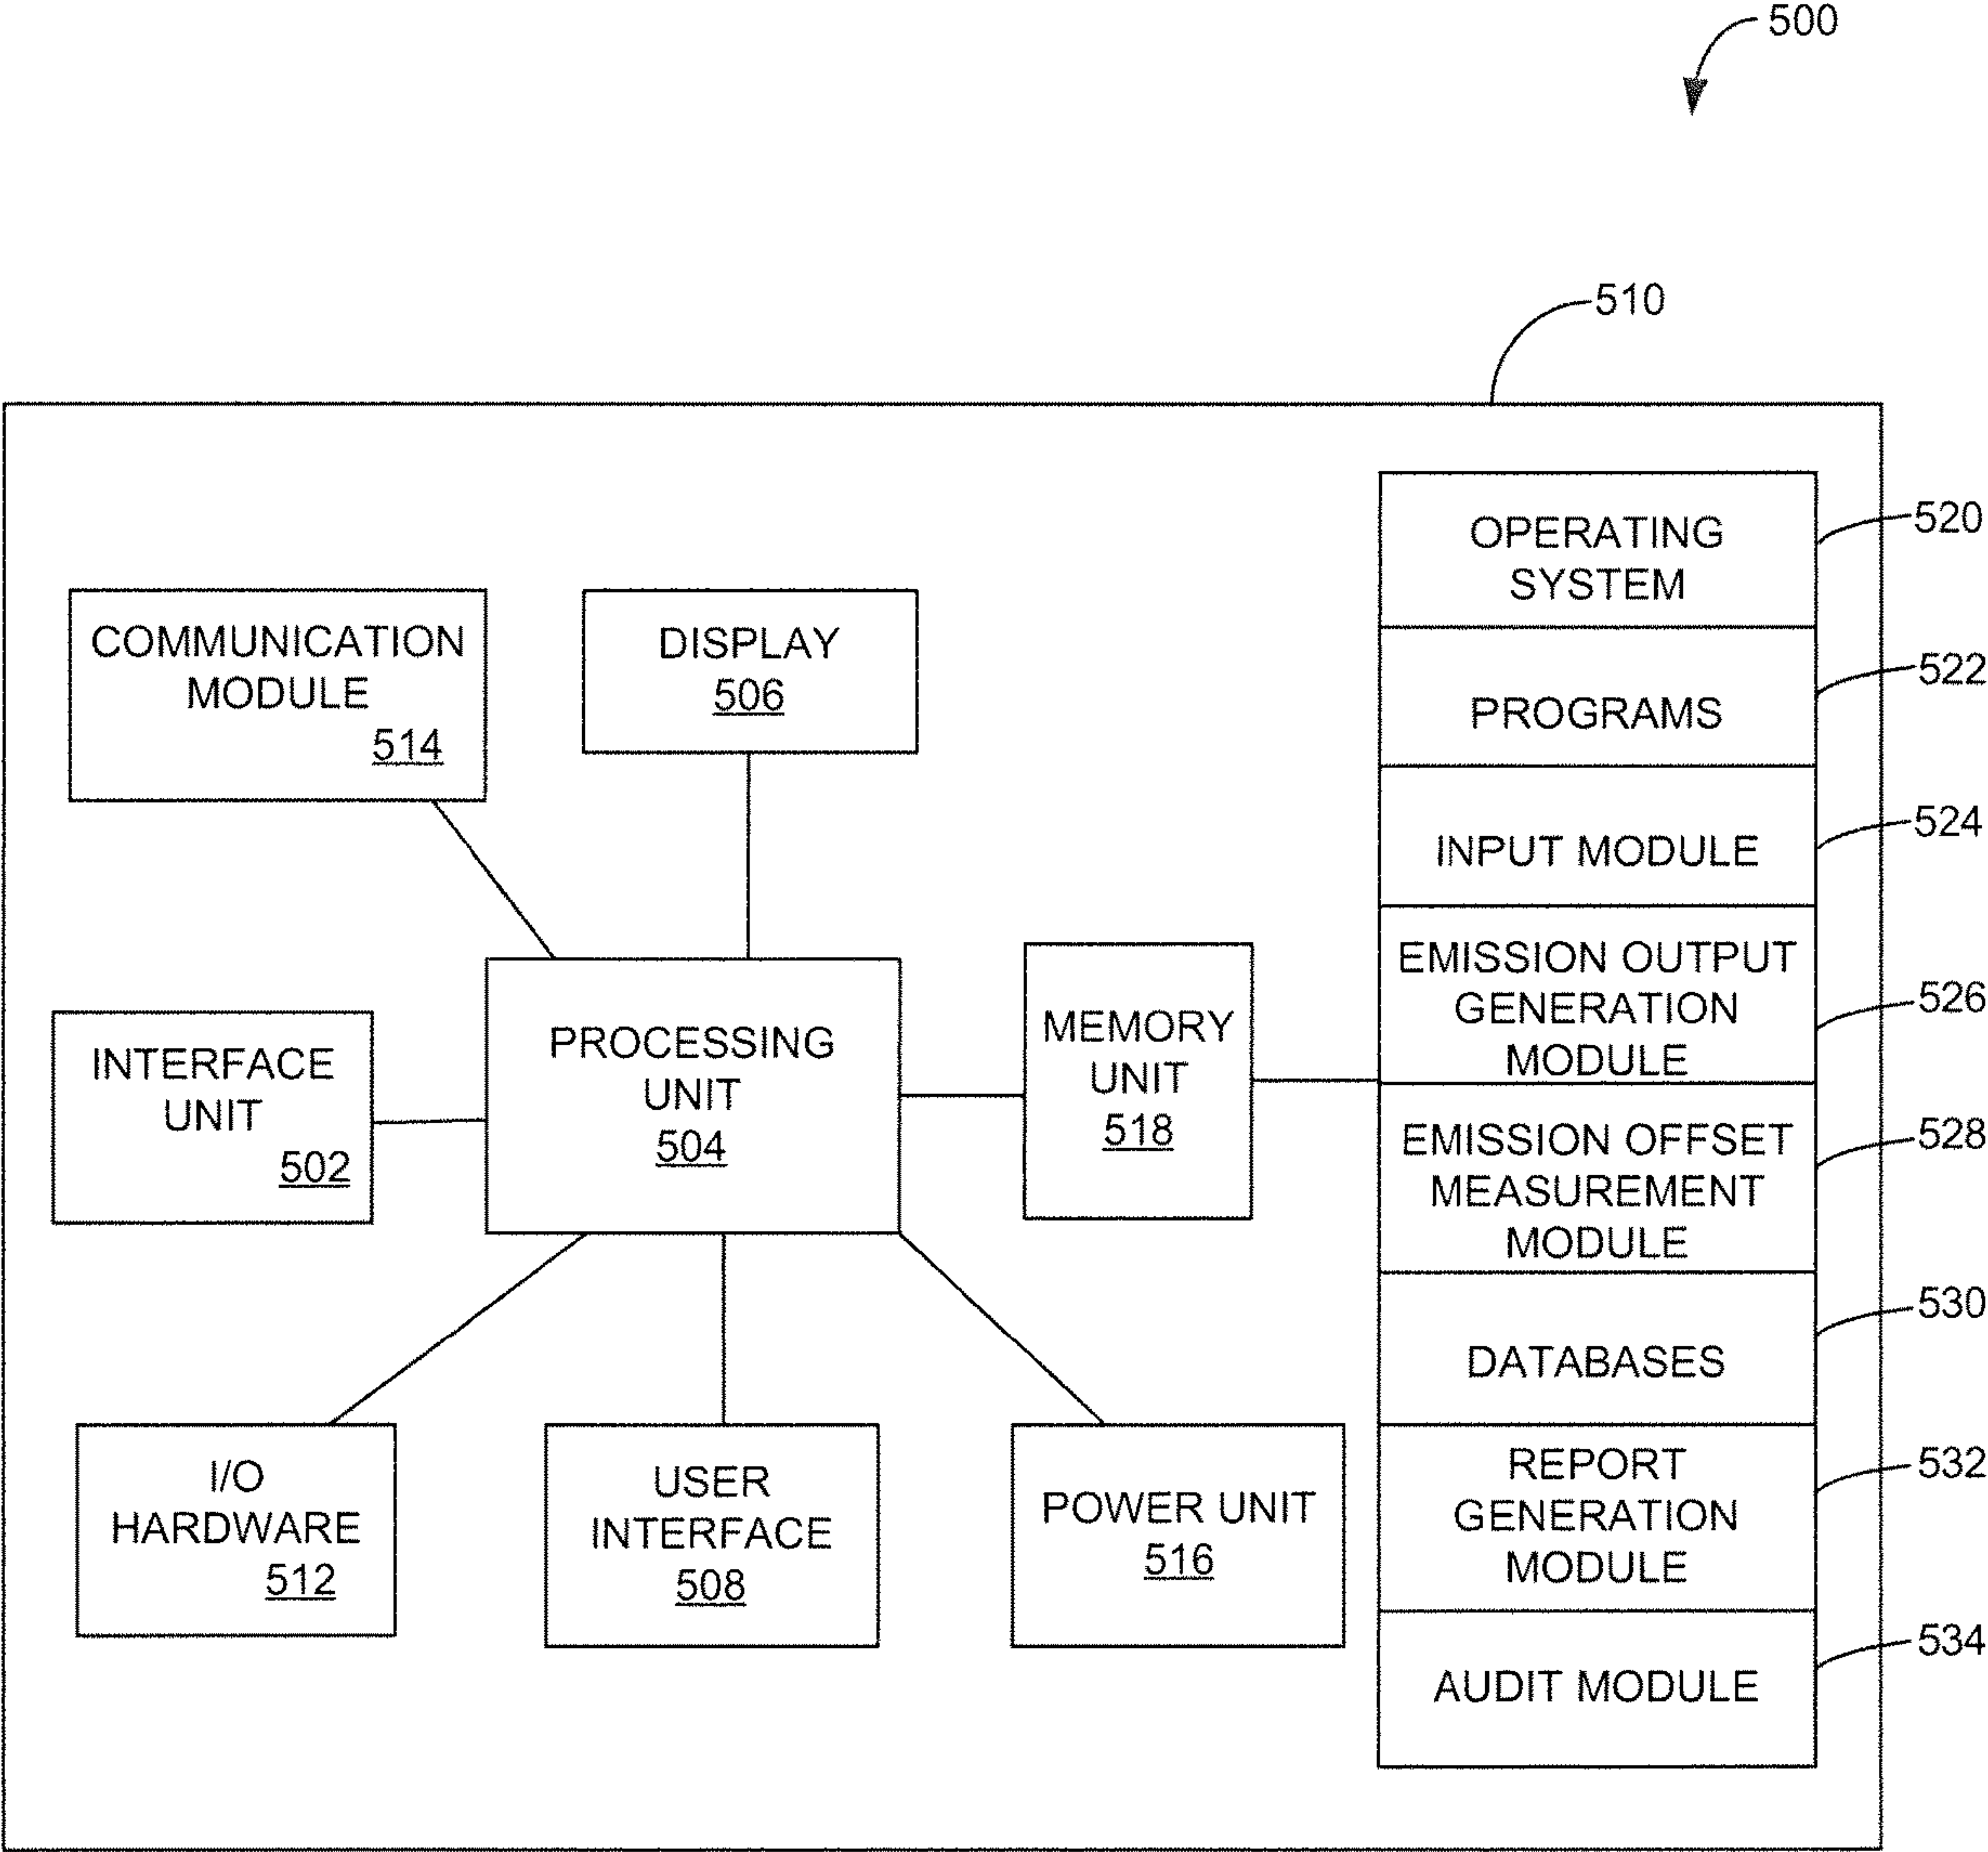 500
510
OPERATING
SYSTEM
520
PROGRAMS
522
INPUT MODULE
524
EMISSION OUTPUT
GENERATION
MODULE
526
EMISSION OFFSET
MEASUREMENT
MODULE
528
DATABASES
530
REPORT
GENERATION
MODULE
532
AUDIT MODULE
534
COMMUNICATION
MODULE
514
DISPLAY
506
INTERFACE
UNIT
502
PROCESSING
UNIT
504
MEMORY
UNIT
518
I/O
HARDWARE
512
USER
INTERFACE
508
POWER UNIT
516